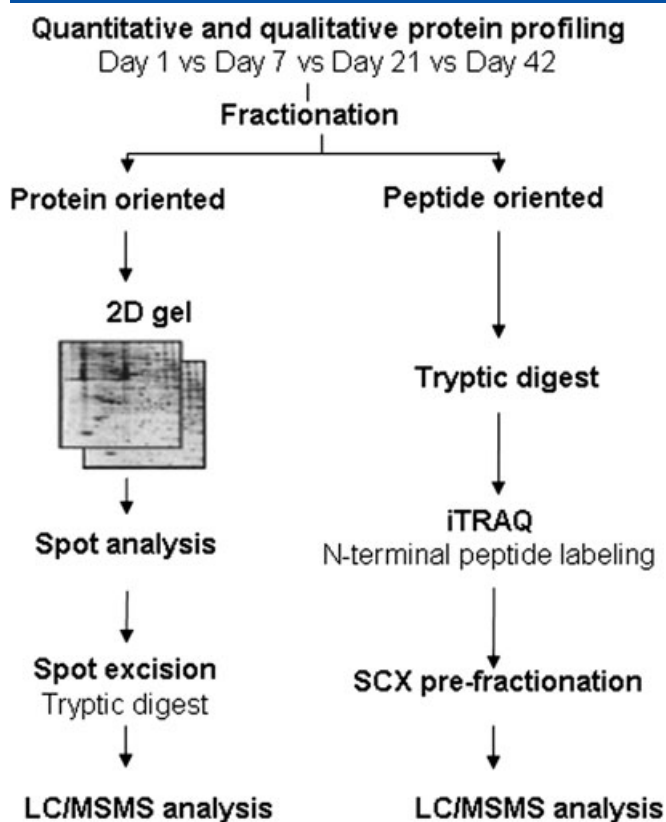 Quantitative and qualitative protein profiling
Day 1 vs Day 7 vs Day 21 vs Day 42
Fractionation
Protein oriented
2D gel
Spot analysis
Spot excision
Tryptic digest
LC/MSMS analysis
Peptide oriented
Tryptic digest
iTRAQ
N-terminal peptide labeling
SCX pre-fractionation
LC/MSMS analysis